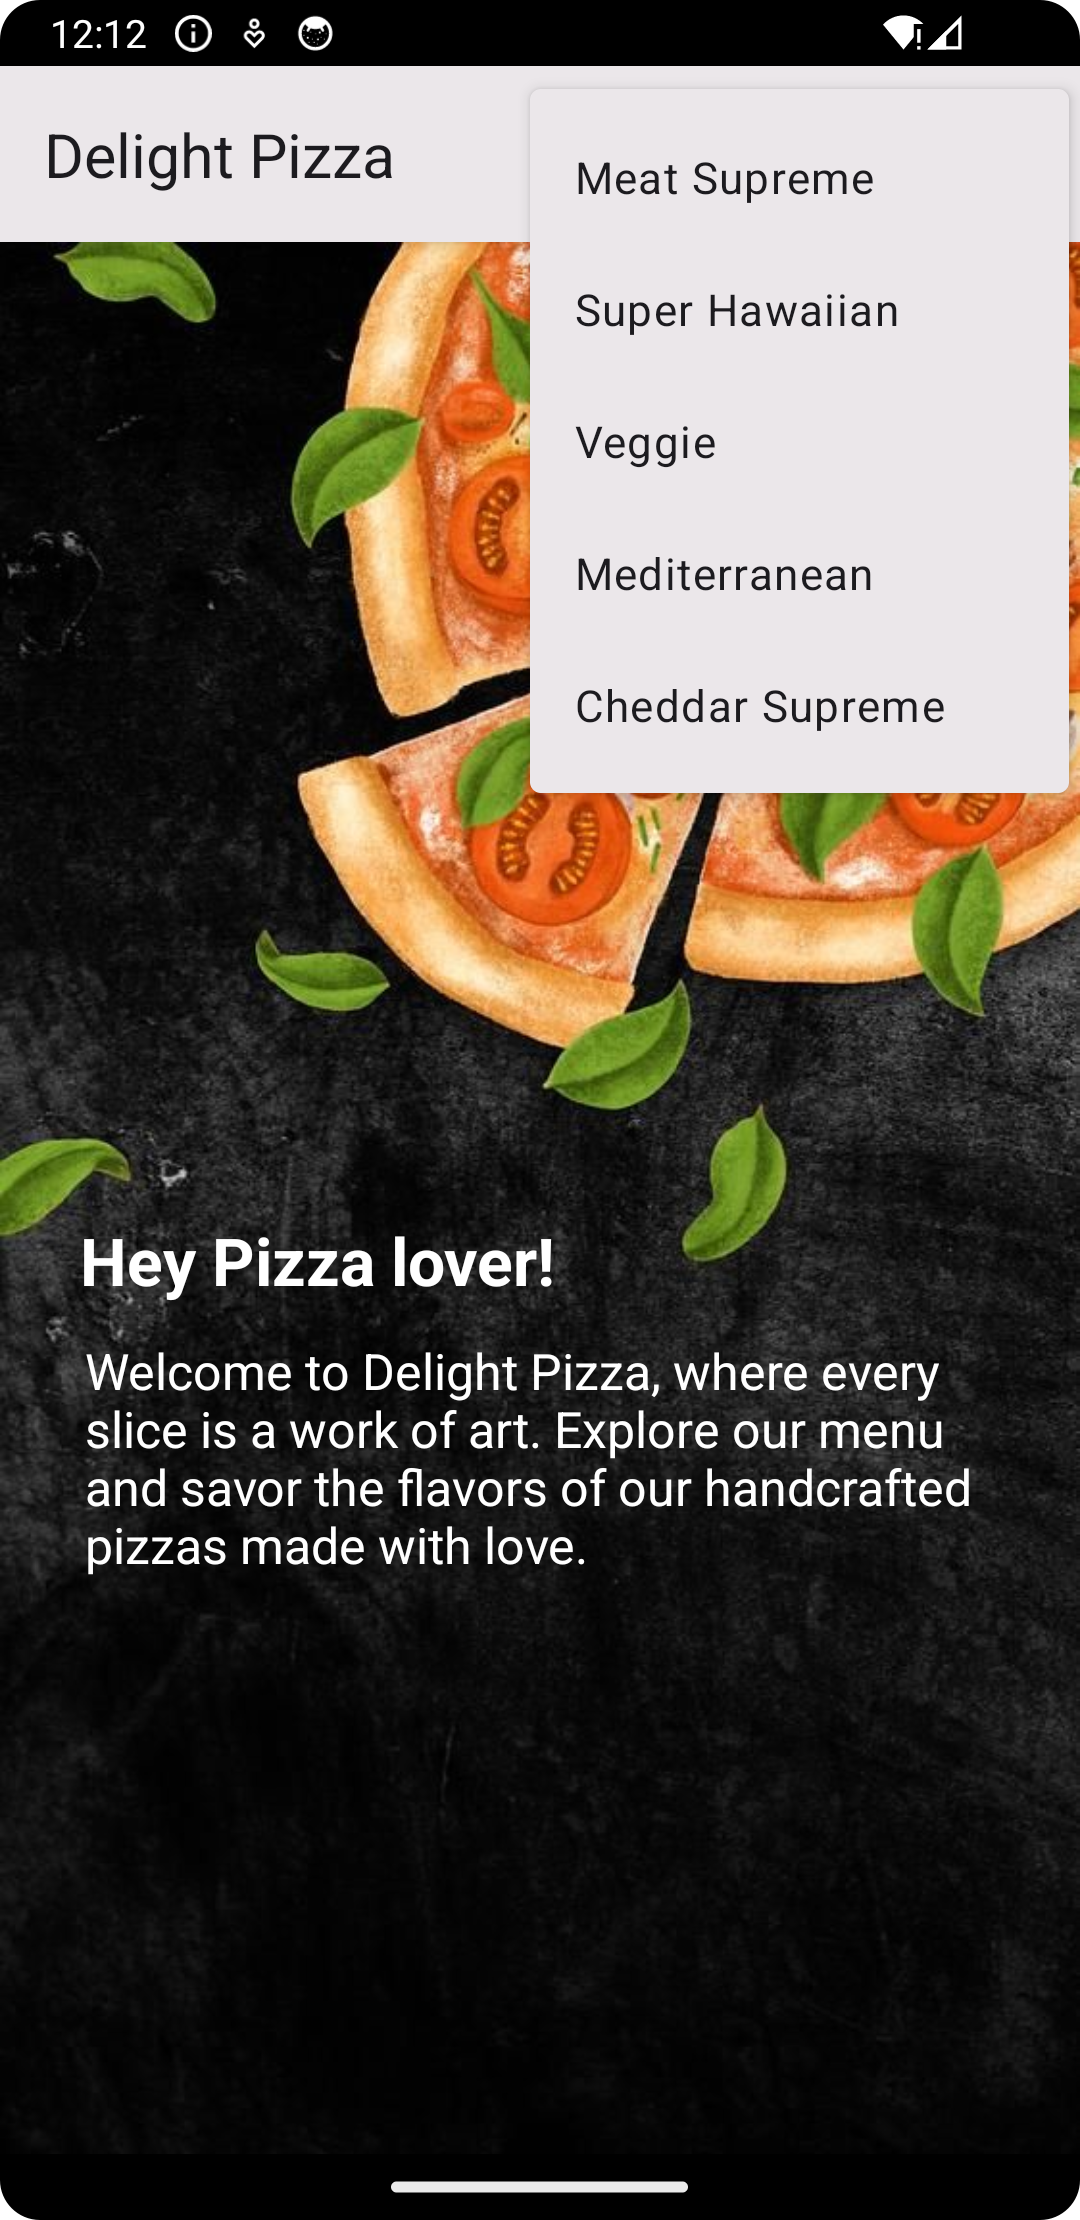 12:12
Delight Pizza
Meat Supreme
Super Hawaiian
Veggie
Mediterranean
Cheddar Supreme
Hey Pizza lover!
Welcome to Delight Pizza, where every
slice is a work of art. Explore our menu
and savor the flavors of our handcrafted
pizzas made with love.